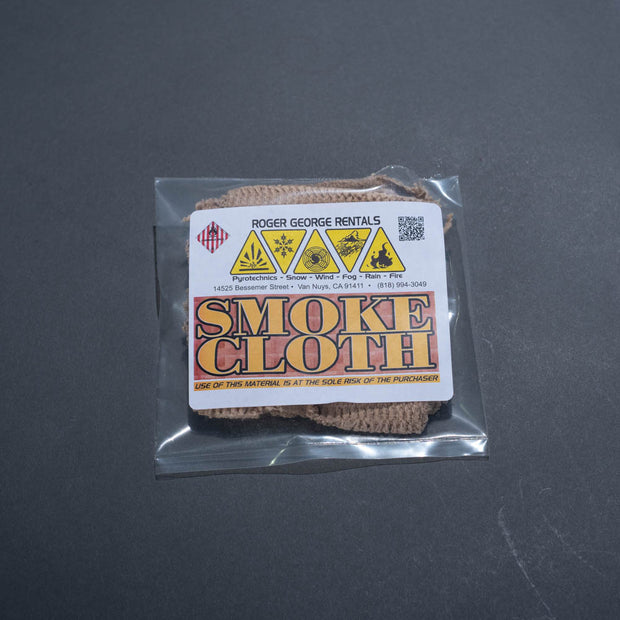 ROGER GEORGE RENTALS
Pyrotechnics - Snow - Wind - Fog - Rain - Fire
14525 Bessemer Street • Van Nuys, CA 91411 • (818) 994-3049
SMOKE
CLOTH
USE OF THIS MATERIAL IS AT THE SOLE RISK OF THE PURCHASER